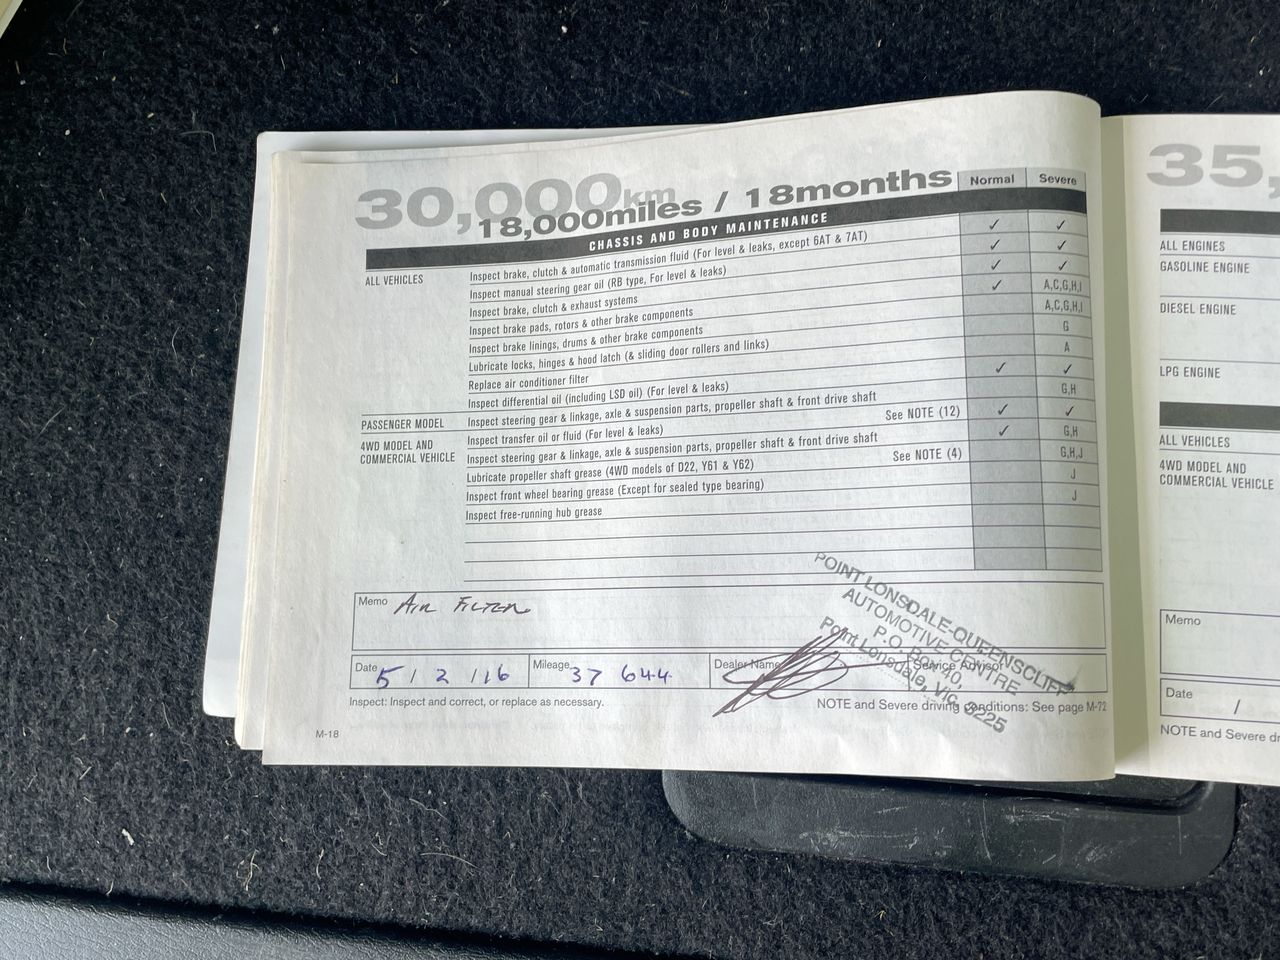 30,000km
18,000miles / 18months
Normal Severe
CHASSIS AND BODY MAINTENANCE
ALL VEHICLES Inspect brake, clutch & automatic transmission fluid (For level & leaks, except 6AT & 7AT) ✓ ✓
Inspect manual steering gear oil (RB type, For level & leaks) ✓ ✓
Inspect brake, clutch & exhaust systems ✓ ✓
Inspect brake pads, rotors & other brake components ✓ A,C,G,H,I
Inspect brake linings, drums & other brake components A,C,G,H,I
Lubricate locks, hinges & hood latch (& sliding door rollers and links) G
Replace air conditioner filter A
Inspect differential oil (including LSD oil) (For level & leaks) ✓ ✓
PASSENGER MODEL Inspect steering gear & linkage, axle & suspension parts, propeller shaft & front drive shaft G,H
4WD MODEL AND COMMERCIAL VEHICLE Inspect transfer oil or fluid (For level & leaks) See NOTE (12) ✓ ✓
Inspect steering gear & linkage, axle & suspension parts, propeller shaft & front drive shaft ✓ G,H
Lubricate propeller shaft grease (4WD models of D22, Y61 & Y62) See NOTE (4) G,H,J
Inspect front wheel bearing grease (Except for sealed type bearing) J
Inspect free-running hub grease J
Memo AIR FILTER
Date 5 / 2 / 16 Mileage 37 644 Dealer Name Service Advisor
POINT LONSDALE-QUEENSCLIFF
AUTOMOTIVE CENTRE
P.O. Box 40,
Point Lonsdale, Vic. 3225
Inspect: Inspect and correct, or replace as necessary.
NOTE and Severe driving conditions: See page M-72
M-18
35,
ALL ENGINES
GASOLINE ENGINE
DIESEL ENGINE
LPG ENGINE
ALL VEHICLES
4WD MODEL AND
COMMERCIAL VEHICLE
Memo
Date /
NOTE and Severe dr